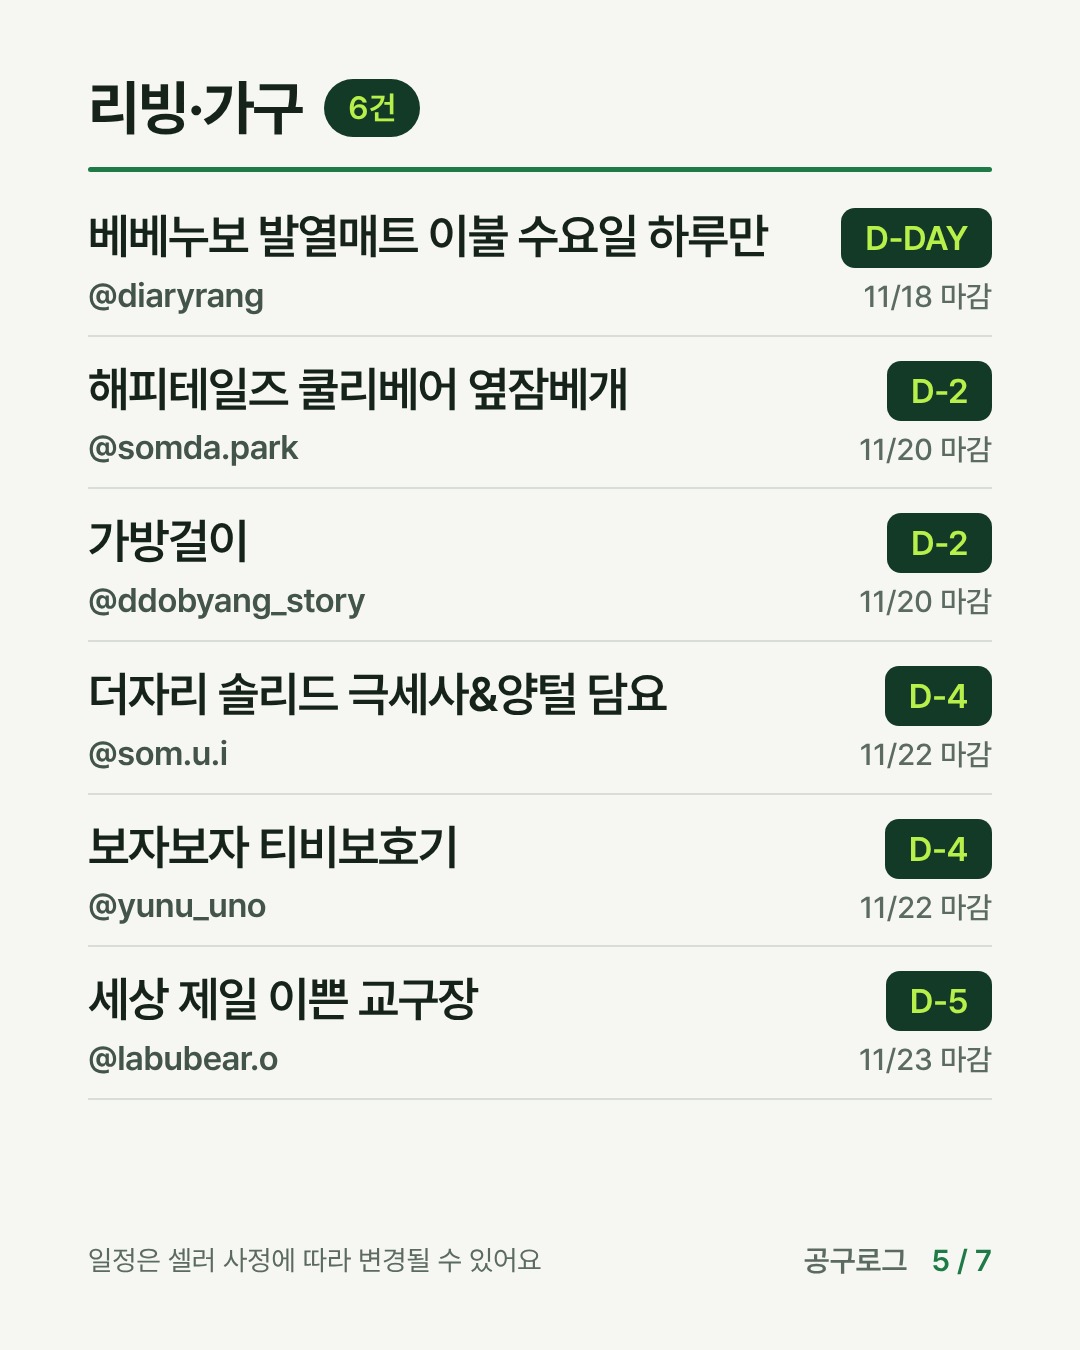 리빙·가구 6건
베베누보 발열매트 이불 수요일 하루만 D-DAY
@diaryrang 11/18 마감
해피테일즈 쿨리베어 옆잠베개 D-2
@somda.park 11/20 마감
가방걸이 D-2
@ddobyang_story 11/20 마감
더자리 솔리드 극세사&양털 담요 D-4
@som.u.i 11/22 마감
보자보자 티비보호기 D-4
@yunu_uno 11/22 마감
세상 제일 이쁜 교구장 D-5
@labubear.o 11/23 마감
일정은 셀러 사정에 따라 변경될 수 있어요 공구로그 5 / 7